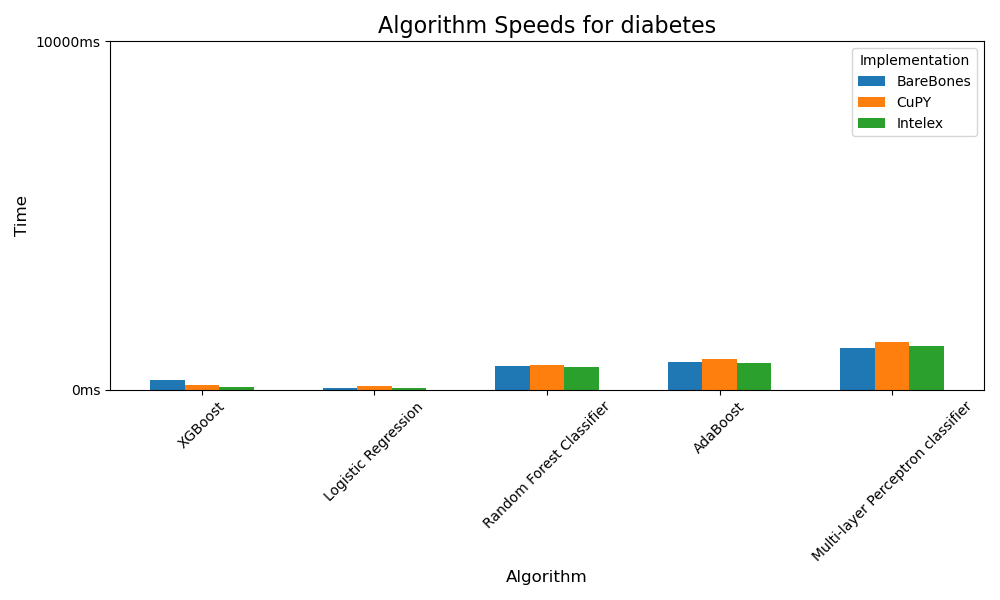 Algorithm Speeds for diabetes
10000ms
0ms
Time
Implementation
BareBones
CuPY
Intelex
XGBoost
Logistic Regression
Random Forest Classifier
AdaBoost
Multi-layer Perceptron classifier
Algorithm